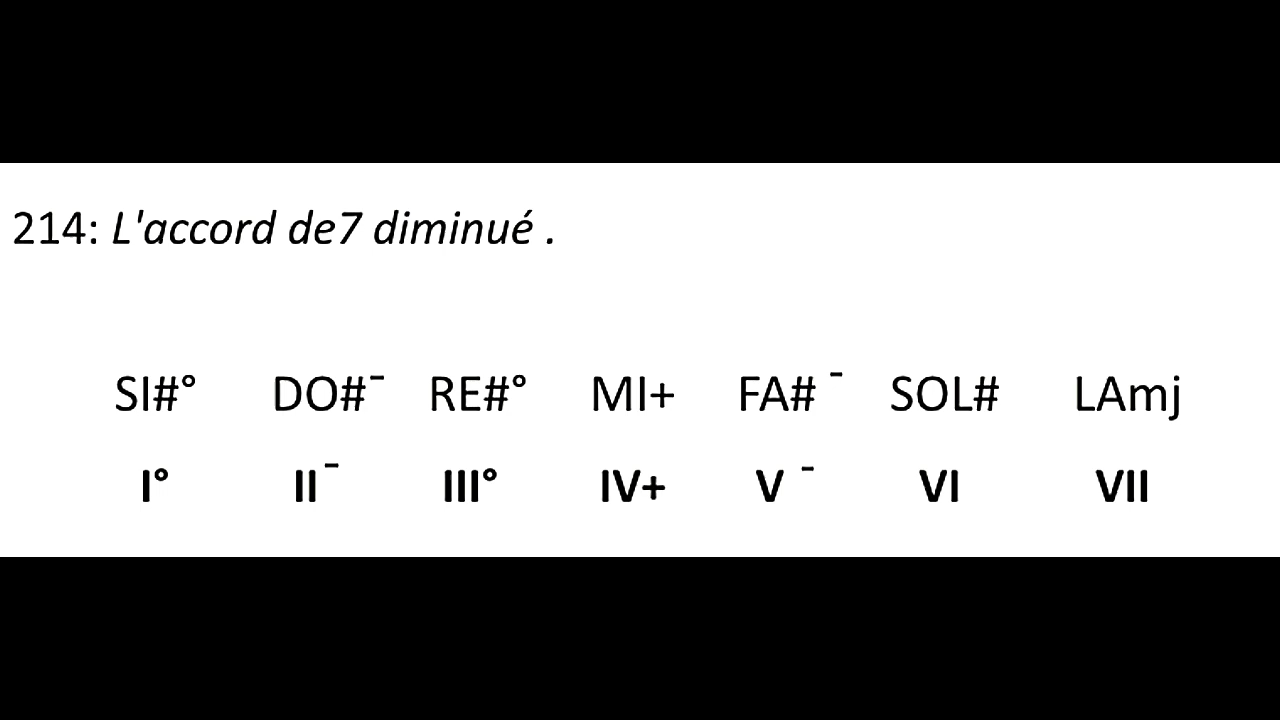 214: L'accord de7 diminué .
SI#° DO#⁻ RE#° MI+ FA# ⁻ SOL# LAmj
I° II⁻ III° IV+ V ⁻ VI VII